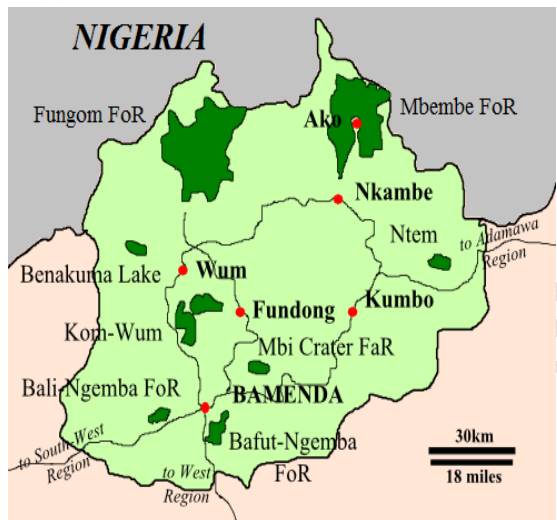 NIGERIA
Fungom FoR
Mbembe FoR
Ako
Nkambe
Ntem
to Adamawa
Region
Benakuma Lake
Wum
Fundong
Kumbo
Kom-Wum
Mbi Crater FaR
Bali-Ngemba FoR
BAMENDA
Bafut-Ngemba
FoR
to South-West
Region
to West
Region
30km
18 miles